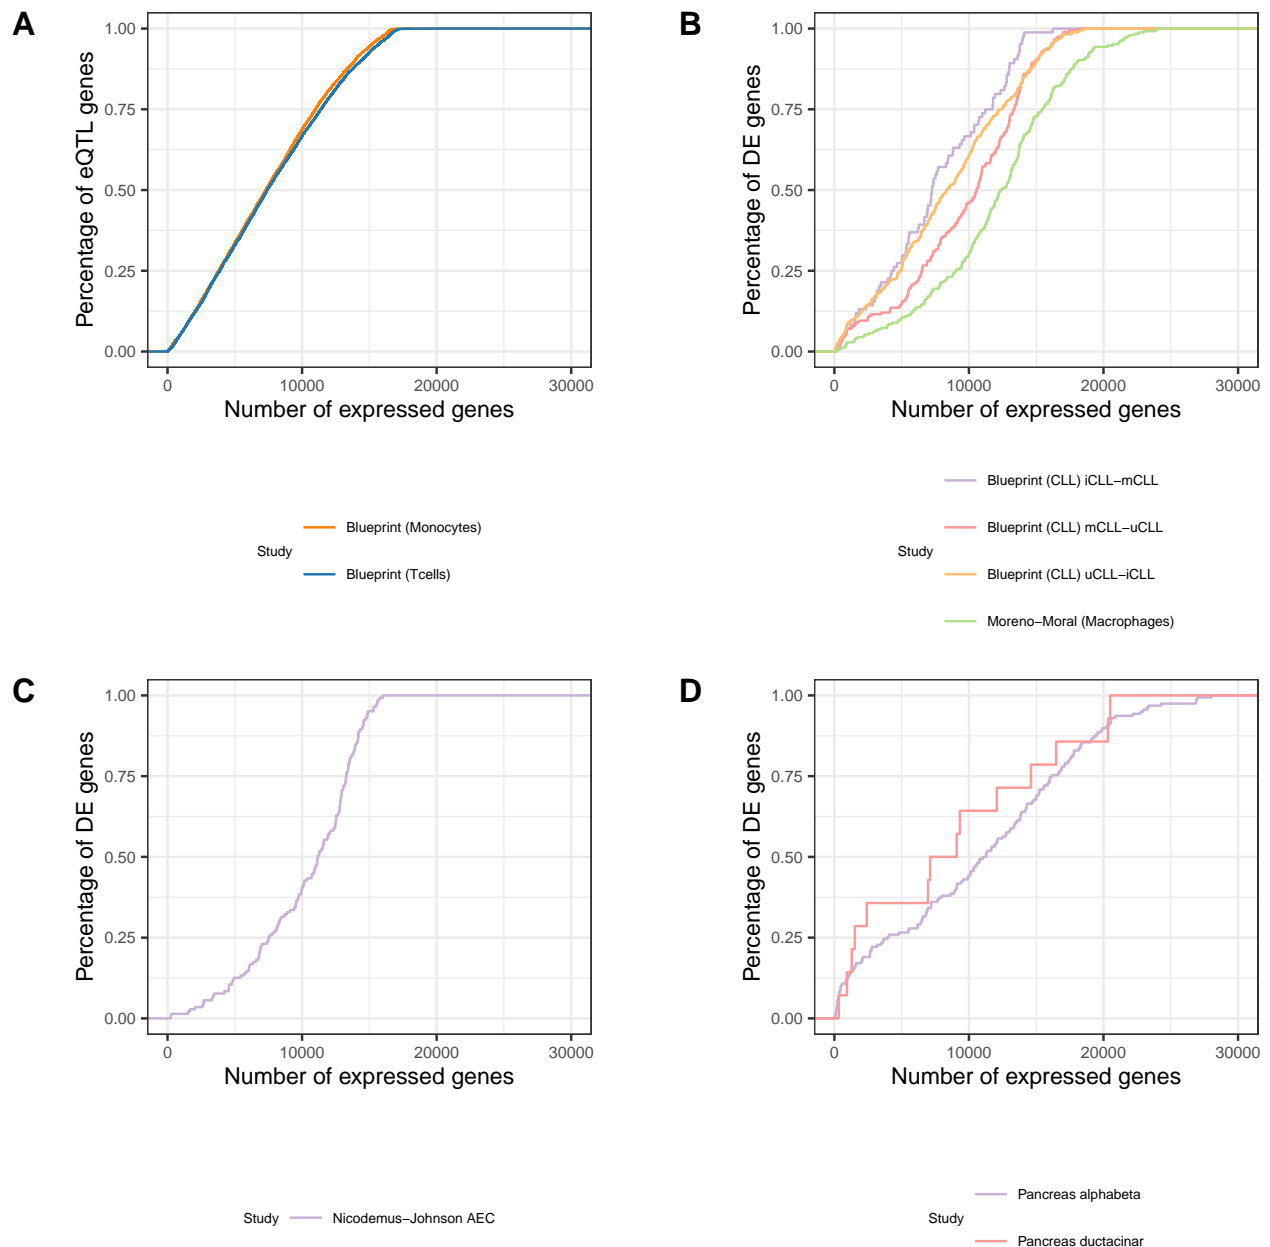 A
Percentage of eQTL genes
1.00
0.75
0.50
0.25
0.00
0 10000 20000 30000
Number of expressed genes
Study
Blueprint (Monocytes)
Blueprint (Tcells)
B
Percentage of DE genes
1.00
0.75
0.50
0.25
0.00
0 10000 20000 30000
Number of expressed genes
Study
Blueprint (CLL) iCLL−mCLL
Blueprint (CLL) mCLL−uCLL
Blueprint (CLL) uCLL−iCLL
Moreno−Moral (Macrophages)
C
Percentage of DE genes
1.00
0.75
0.50
0.25
0.00
0 10000 20000 30000
Number of expressed genes
Study Nicodemus−Johnson AEC
D
Percentage of DE genes
1.00
0.75
0.50
0.25
0.00
0 10000 20000 30000
Number of expressed genes
Study
Pancreas alphabeta
Pancreas ductacinar